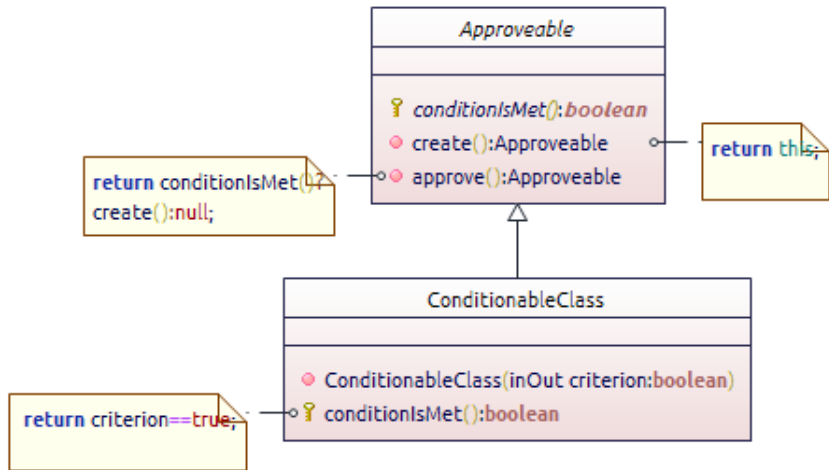 Approveable
conditionIsMet():boolean
create():Approveable
return this;
return conditionIsMet()?
create():null;
approve():Approveable
ConditionableClass
ConditionableClass(inOut criterion:boolean)
return criterion==true;
conditionIsMet():boolean